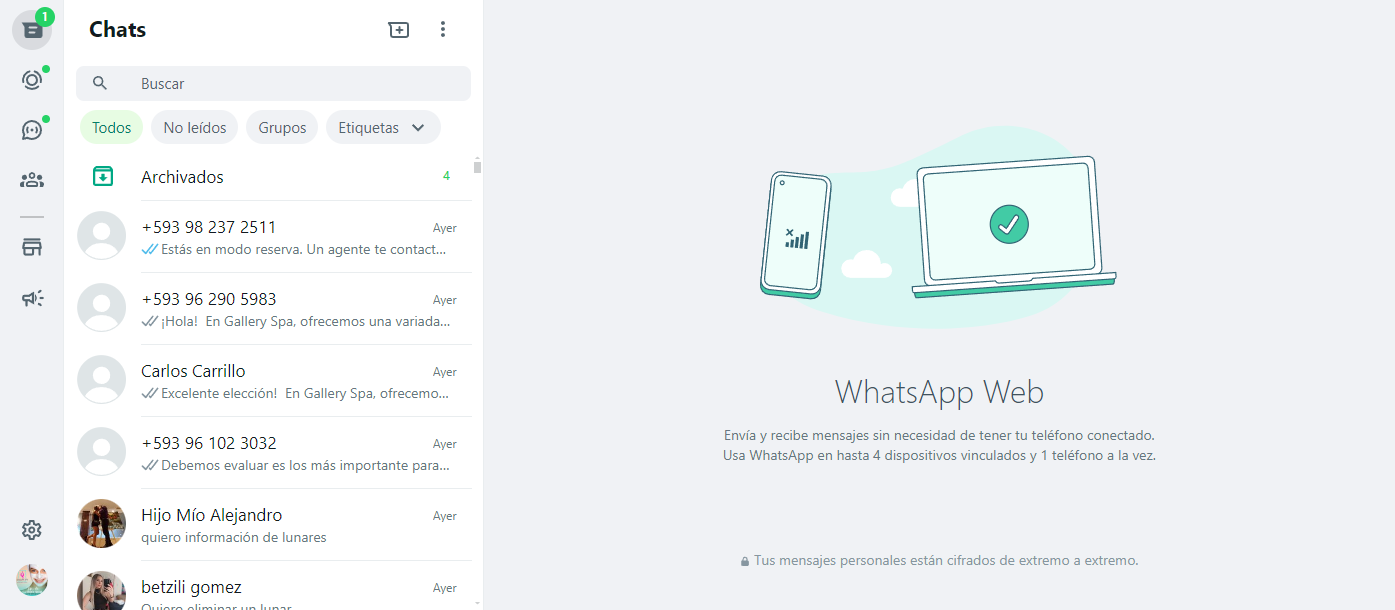 1
Chats
Buscar
Todos
No leídos
Grupos
Etiquetas
Archivados
4
+593 98 237 2511
Ayer
Estás en modo reserva. Un agente te contact...
+593 96 290 5983
Ayer
¡Hola!  En Gallery Spa, ofrecemos una variada...
Carlos Carrillo
Ayer
Excelente elección!  En Gallery Spa, ofrecemo...
+593 96 102 3032
Ayer
Debemos evaluar es los más importante para...
Hijo Mío Alejandro
Ayer
quiero información de lunares
betzili gomez
Ayer
Quiero eliminar un lunar
WhatsApp Web
Envía y recibe mensajes sin necesidad de tener tu teléfono conectado.
Usa WhatsApp en hasta 4 dispositivos vinculados y 1 teléfono a la vez.
Tus mensajes personales están cifrados de extremo a extremo.